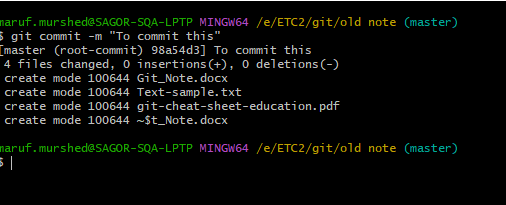 maruf.murshed@SAGOR-SQA-LPTP MINGW64 /e/ETC2/git/old note (master)
$ git commit -m "To commit this"
[master (root-commit) 98a54d3] To commit this
 4 files changed, 0 insertions(+), 0 deletions(-)
 create mode 100644 Git_Note.docx
 create mode 100644 Text-sample.txt
 create mode 100644 git-cheat-sheet-education.pdf
 create mode 100644 ~$t_Note.docx
maruf.murshed@SAGOR-SQA-LPTP MINGW64 /e/ETC2/git/old note (master)
$